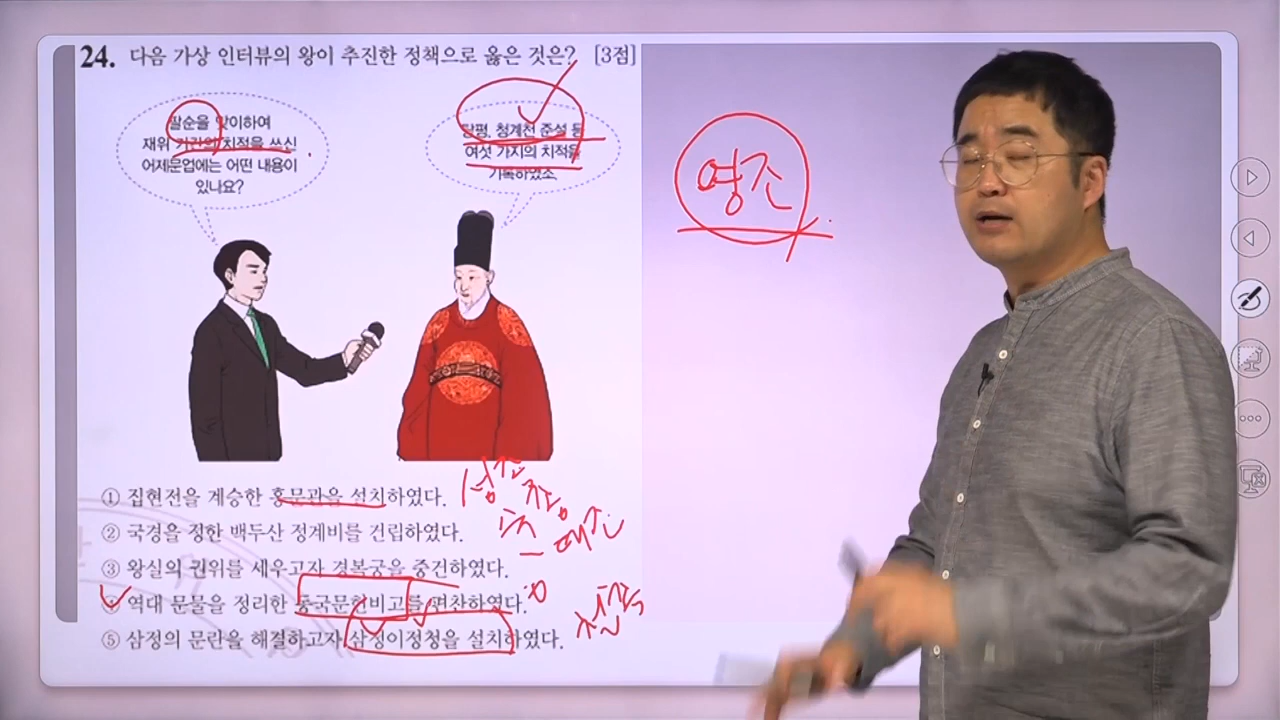 24. 다음 가상 인터뷰의 왕이 추진한 정책으로 옳은 것은? [3점]
팔순을 맞이하여
재위 기간의 치적을 쓰신
어제문업에는 어떤 내용이
있나요?
탕평, 청계천 준설 등
여섯 가지의 치적을
기록하였소.
영조
① 집현전을 계승한 홍문관을 설치하였다.
성종
② 국경을 정한 백두산 정계비를 건립하였다.
③ 왕실의 권위를 세우고자 경복궁을 중건하였다.
④ 역대 문물을 정리한 동국문헌비고를 편찬하였다.
⑤ 삼정의 문란을 해결하고자 삼정이정청을 설치하였다.